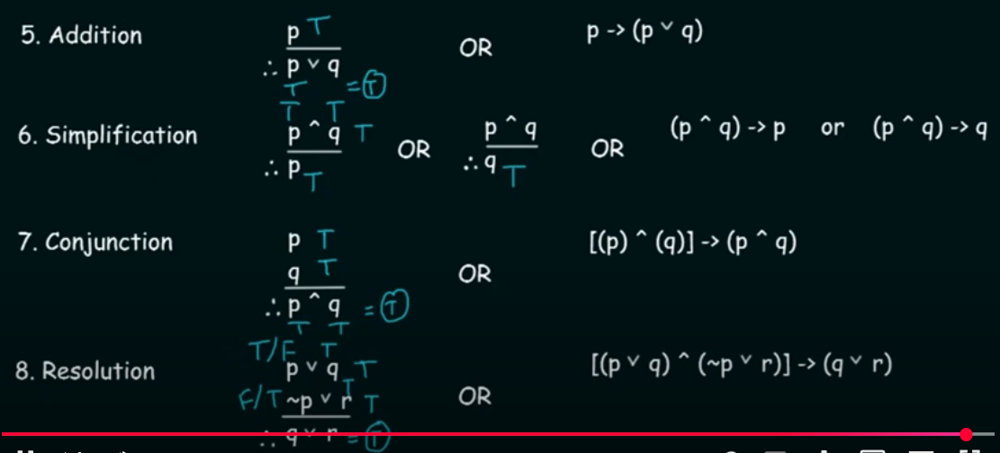 5. Addition
p T
∴ p ˅ q
T = T
OR
p -> (p ˅ q)
T T
6. Simplification
p ^ q T
∴ p T
OR
p ^ q
∴ q T
OR
(p ^ q) -> p or (p ^ q) -> q
7. Conjunction
p T
q T
∴ p ^ q = T
T T
OR
[(p) ^ (q)] -> (p ^ q)
8. Resolution
T/F T
p ˅ q T
F/T ~p ˅ r T T
∴ q ˅ r = T
OR
[(p ˅ q) ^ (~p ˅ r)] -> (q ˅ r)